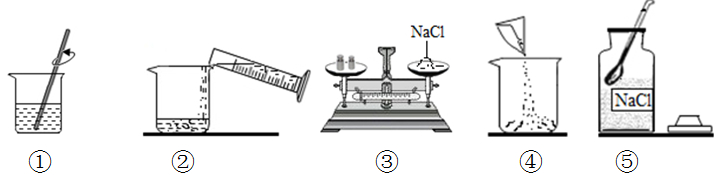 NaCl
NaCl
① ② ③ ④ ⑤